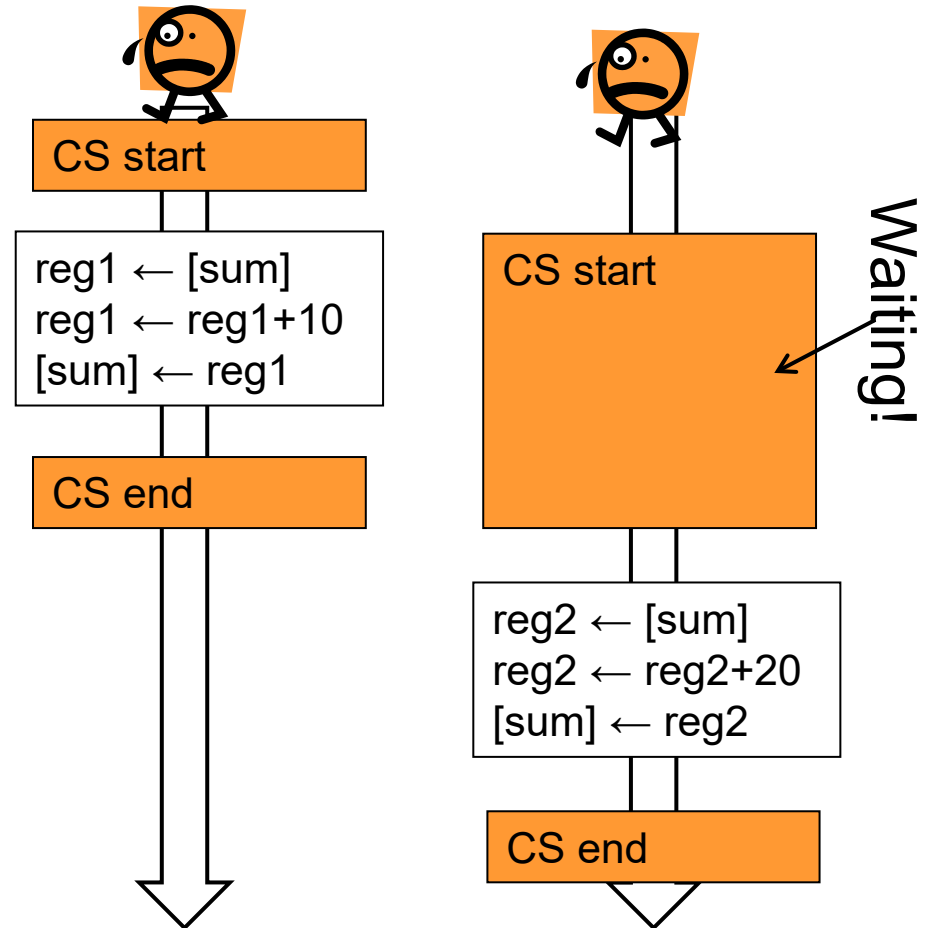 CS start
reg1 ← [sum]
reg1 ← reg1+10
[sum] ← reg1
CS end
CS start
Waiting!
reg2 ← [sum]
reg2 ← reg2+20
[sum] ← reg2
CS end